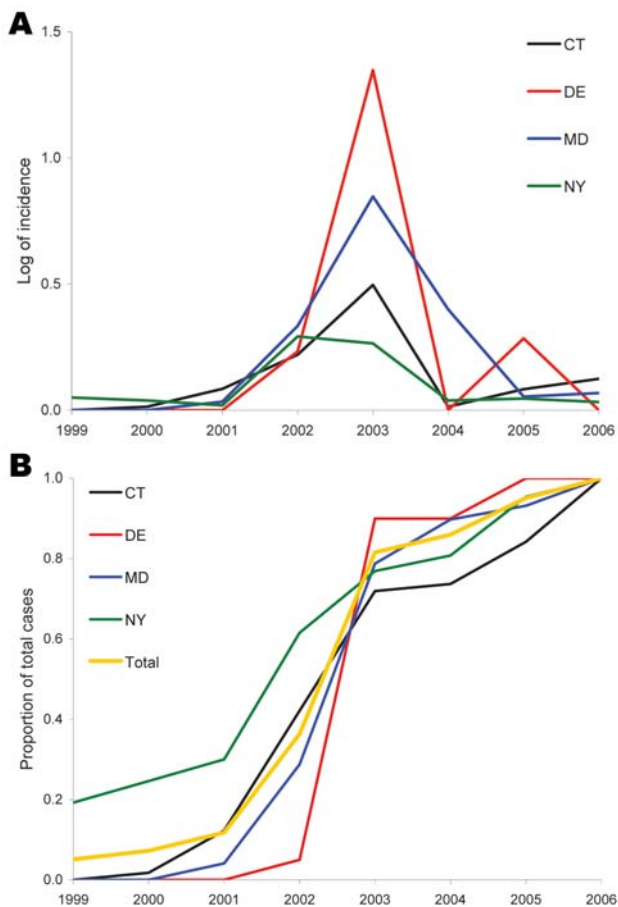 A
1.5
1.0
0.5
0.0
Log of incidence
CT
DE
MD
NY
1999 2000 2001 2002 2003 2004 2005 2006
B
1.0
0.8
0.6
0.4
0.2
0.0
Proportion of total cases
CT
DE
MD
NY
Total
1999 2000 2001 2002 2003 2004 2005 2006